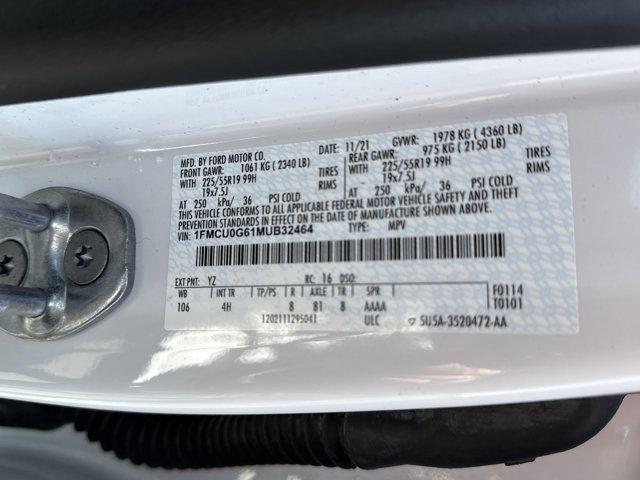 MFD. BY FORD MOTOR CO.
DATE: 11/21 GVWR: 1978 KG ( 4360 LB)
FRONT GAWR: 1061 KG ( 2340 LB)
REAR GAWR: 975 KG ( 2150 LB)
WITH 225/55R19 99H TIRES
WITH 225/55R19 99H TIRES
19x7.5J RIMS
19x7.5J RIMS
AT 250 kPa/ 36 PSI COLD
AT 250 kPa/ 36 PSI COLD
THIS VEHICLE CONFORMS TO ALL APPLICABLE FEDERAL MOTOR VEHICLE SAFETY AND THEFT
PREVENTION STANDARDS IN EFFECT ON THE DATE OF MANUFACTURE SHOWN ABOVE.
VIN: 1FMCU0G61MUB32464 TYPE: MPV
EXT PNT: YZ RC: 16 DSO: F0114
WB INT TR TP/PS R AXLE TR SPR T0101
106 4H 8 81 8 AAAA
1202111295041 ULC 5U5A-3520472-AA